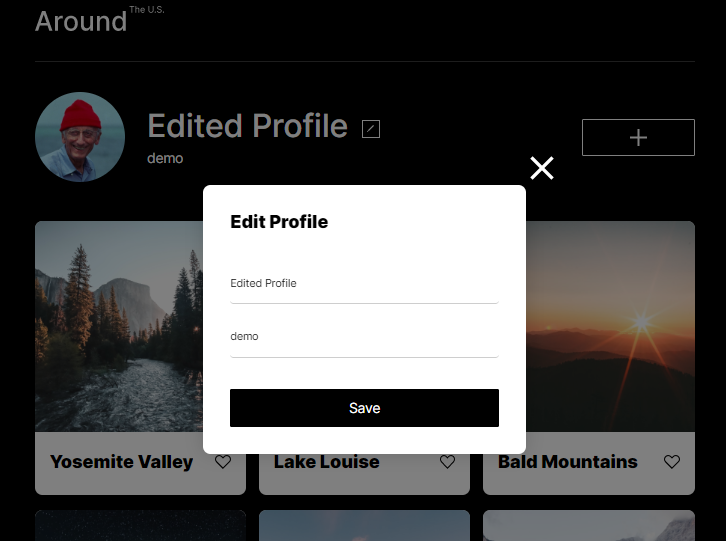 Around The U.S.
Edited Profile
demo
Edit Profile
Edited Profile
demo
Save
Yosemite Valley
Lake Louise
Bald Mountains